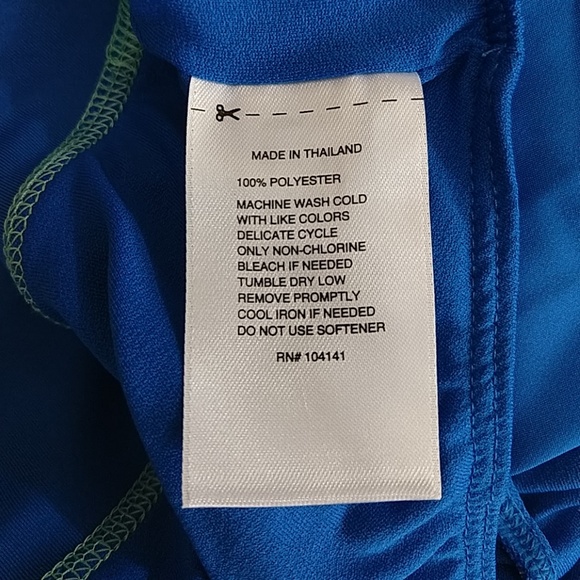 MADE IN THAILAND
100% POLYESTER
MACHINE WASH COLD
WITH LIKE COLORS
DELICATE CYCLE
ONLY NON-CHLORINE
BLEACH IF NEEDED
TUMBLE DRY LOW
REMOVE PROMPTLY
COOL IRON IF NEEDED
DO NOT USE SOFTENER
RN# 104141